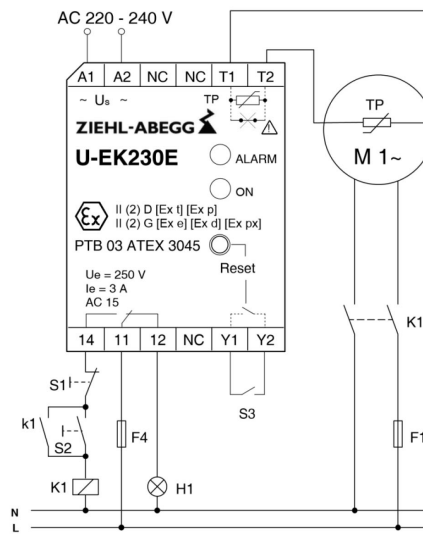 AC 220 - 240 V
A1 A2 NC NC T1 T2
~ Us ~ TP
TP
ZIEHL-ABEGG
U-EK230E
ALARM
M 1~
ON
Ex
II (2) D [Ex t] [Ex p]
II (2) G [Ex e] [Ex d] [Ex px]
PTB 03 ATEX 3045
Reset
Ue = 250 V
Ie = 3 A
AC 15
K1
14 11 12 NC Y1 Y2
S1
S3
k1
S2
F4
F1
K1
H1
N
L